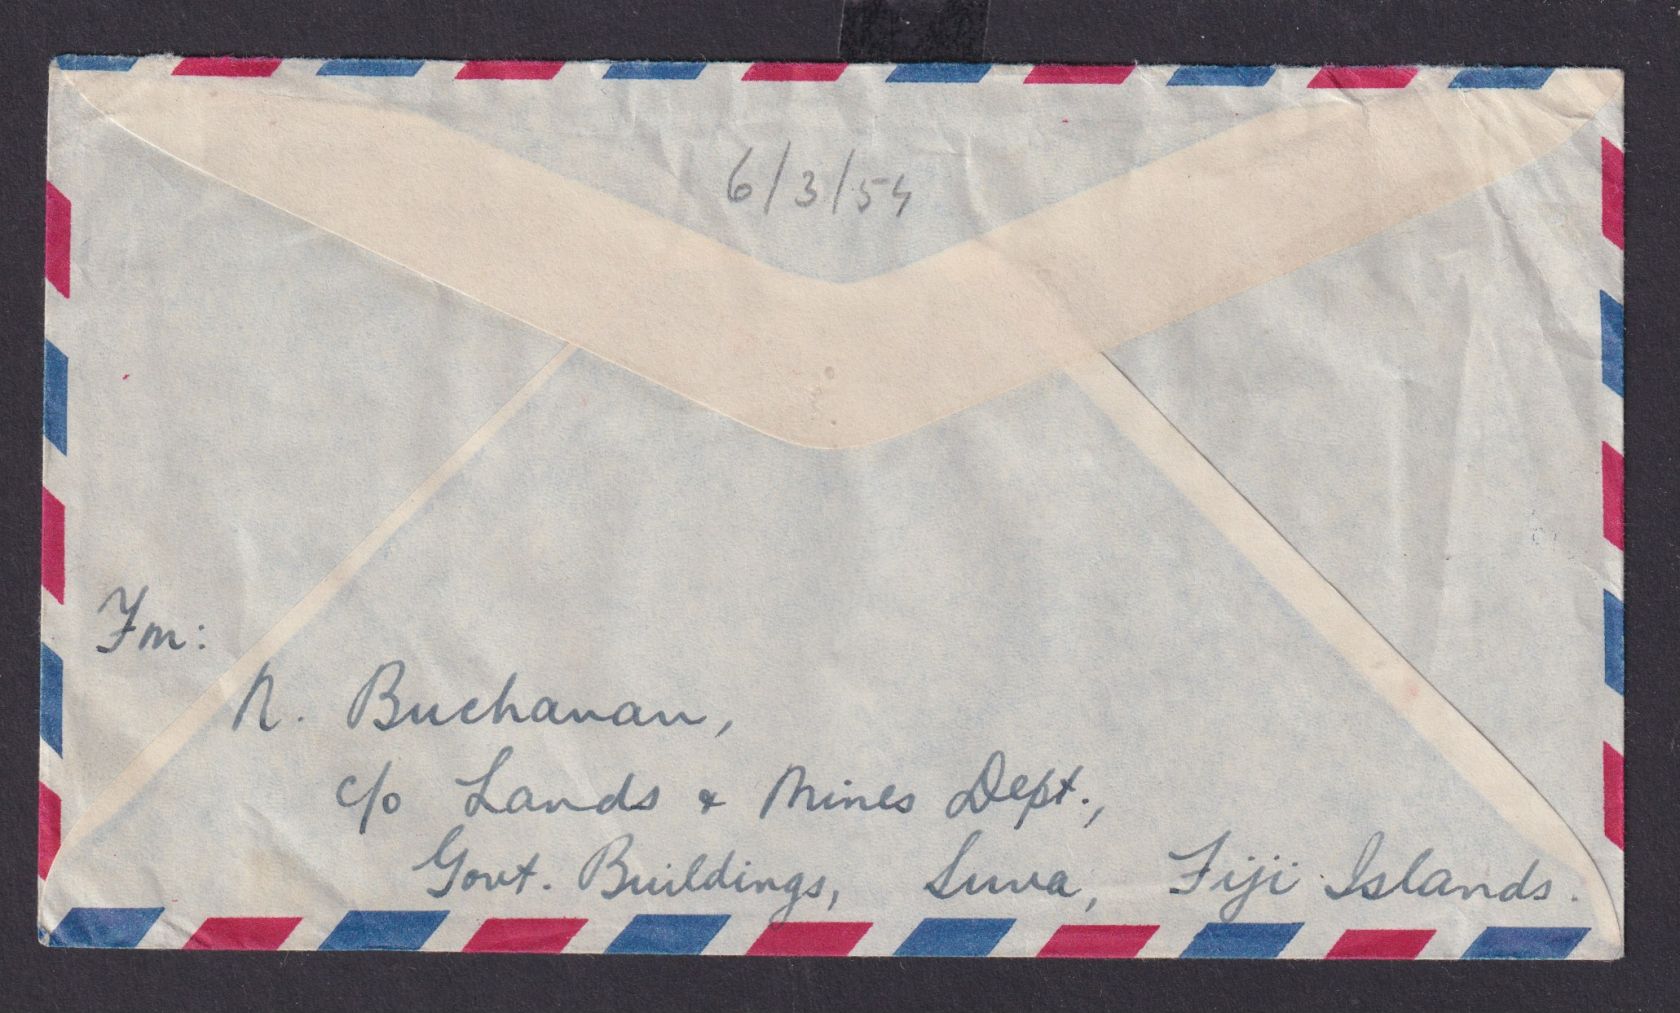 6/3/54
Fm:
N. Buchanan,
c/o Lands & Mines Dept.,
Govt. Buildings, Suva, Fiji Islands.